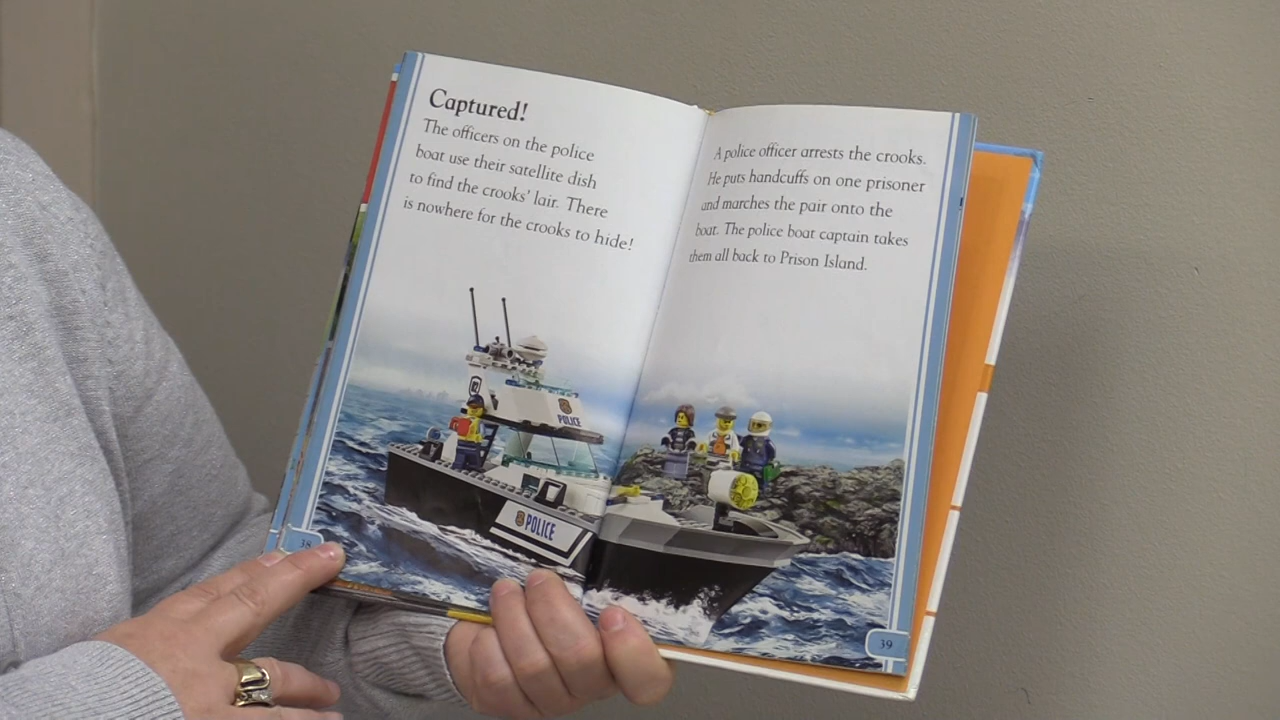 Captured!
The officers on the police
boat use their satellite dish
to find the crooks' lair. There
is nowhere for the crooks to hide!
A police officer arrests the crooks.
He puts handcuffs on one prisoner
and marches the pair onto the
boat. The police boat captain takes
them all back to Prison Island.
POLICE
POLICE
38
39